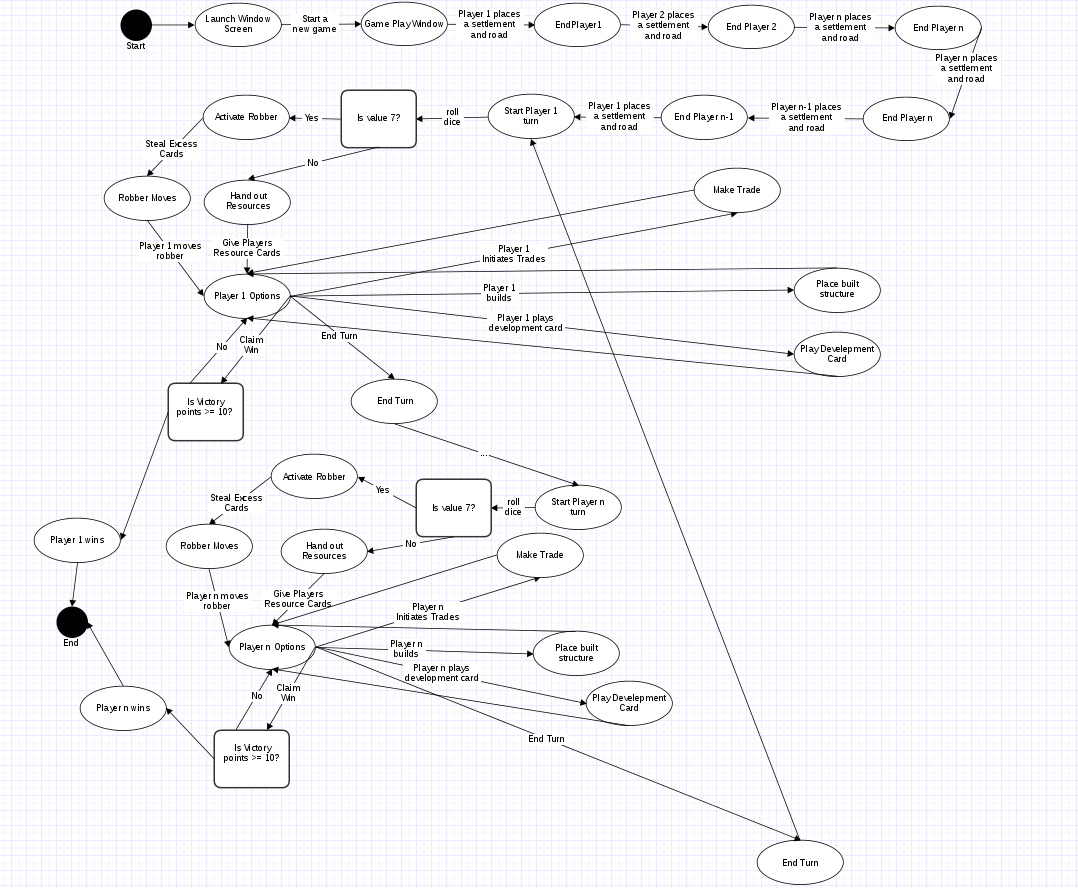 Start
Launch Window
Screen
Start a
new game
Game Play Window
Player 1 places
a settlement
and road
EndPlayer1
Player 2 places
a settlement
and road
End Player 2
Player n places
a settlement
and road
End Player n
Player n places
a settlement
and road
End Player n
Player n-1 places
a settlement
and road
End Player n-1
Player 1 places
a settlement
and road
Start Player 1
turn
roll
dice
Is value 7?
Yes
Activate Robber
Steal Excess
Cards
Robber Moves
No
Hand out
Resources
Player 1 moves
robber
Give Players
Resource Cards
Player 1 Options
Make Trade
Player 1
Initiates Trades
Player 1
builds
Place built
structure
Player 1 plays
development card
Play Develepment
Card
No
Claim
Win
End Turn
Is Victory
points >= 10?
End Turn
...
Start Player n
turn
roll
dice
Is value 7?
Yes
Activate Robber
Steal Excess
Cards
Robber Moves
No
Hand out
Resources
Make Trade
Player 1 wins
Player n moves
robber
Give Players
Resource Cards
Player n
Initiates Trades
End
Player n Options
Player n
builds
Place built
structure
Player n plays
development card
Play Develepment
Card
No
Claim
Win
Player n wins
Is Victory
points >= 10?
End Turn
End Turn